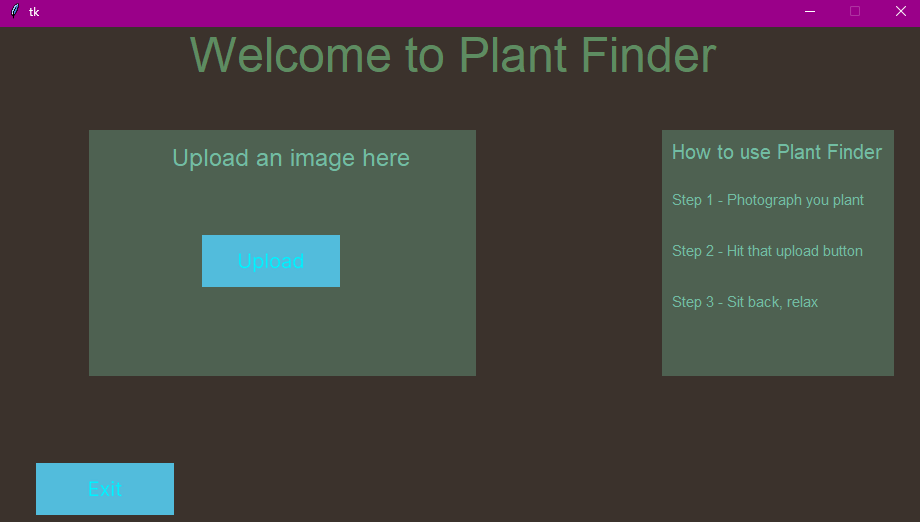 tk
Welcome to Plant Finder
Upload an image here
Upload
How to use Plant Finder
Step 1 - Photograph you plant
Step 2 - Hit that upload button
Step 3 - Sit back, relax
Exit